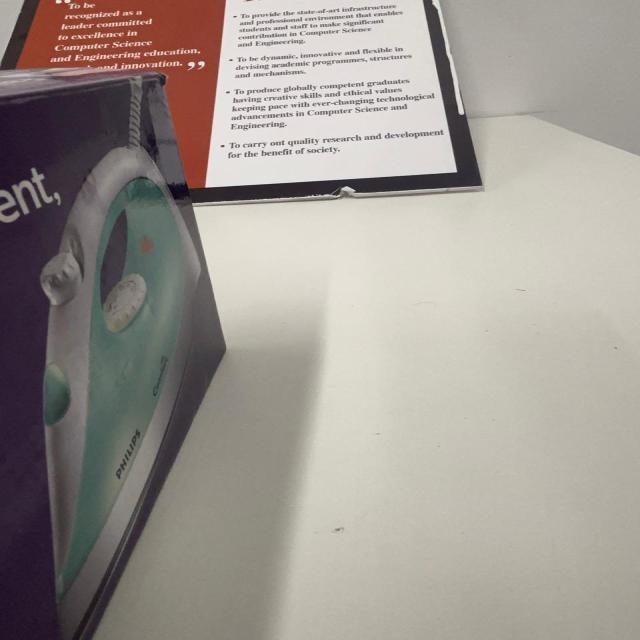 “ To be
recognized as a
leader committed
to excellence in
Computer Science
and Engineering education,
and innovation. ”
• To provide the state-of-art infrastructure
and professional environment that enables
students and staff to make significant
contribution in Computer Science
and Engineering.
• To be dynamic, innovative and flexible in
devising academic programmes, structures
and mechanisms.
• To produce globally competent graduates
having creative skills and ethical values
keeping pace with ever-changing technological
advancements in Computer Science and
Engineering.
• To carry out quality research and development
for the benefit of society.
ent,
PHILIPS